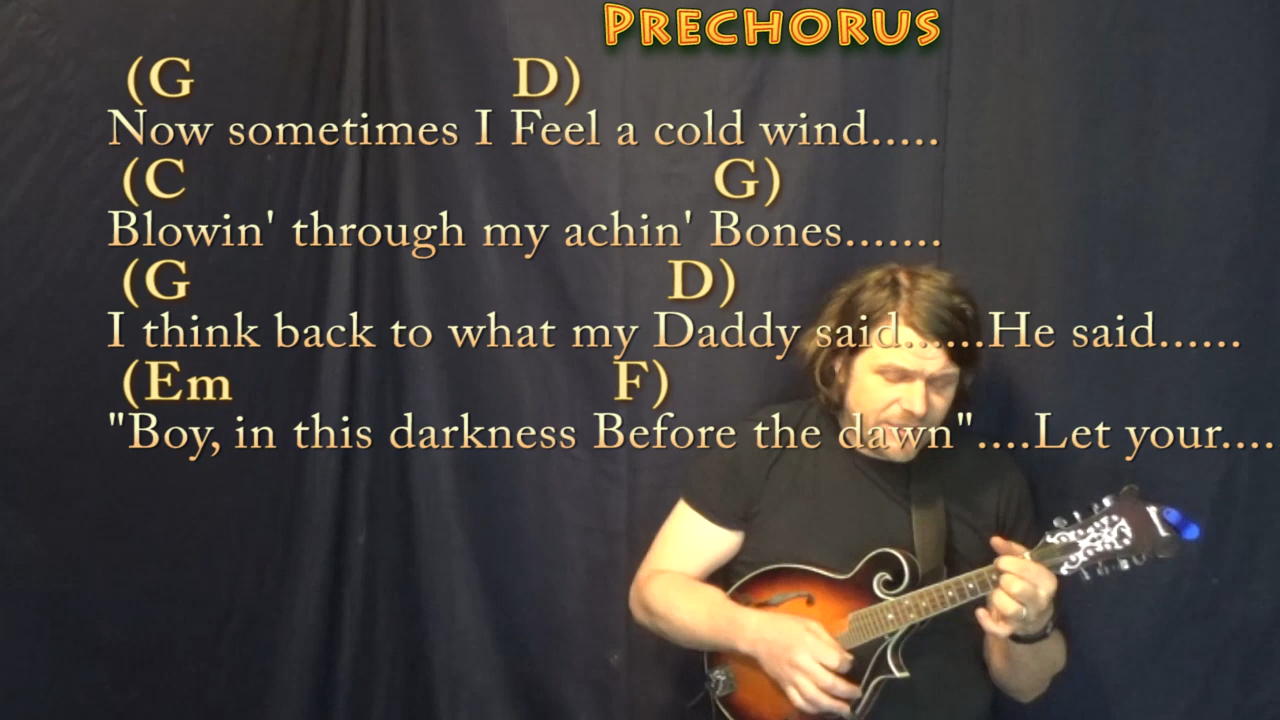 PRECHORUS
(G D)
Now sometimes I Feel a cold wind.....
(C G)
Blowin' through my achin' Bones.......
(G D)
I think back to what my Daddy said......He said......
(Em F)
"Boy, in this darkness Before the dawn"....Let your....